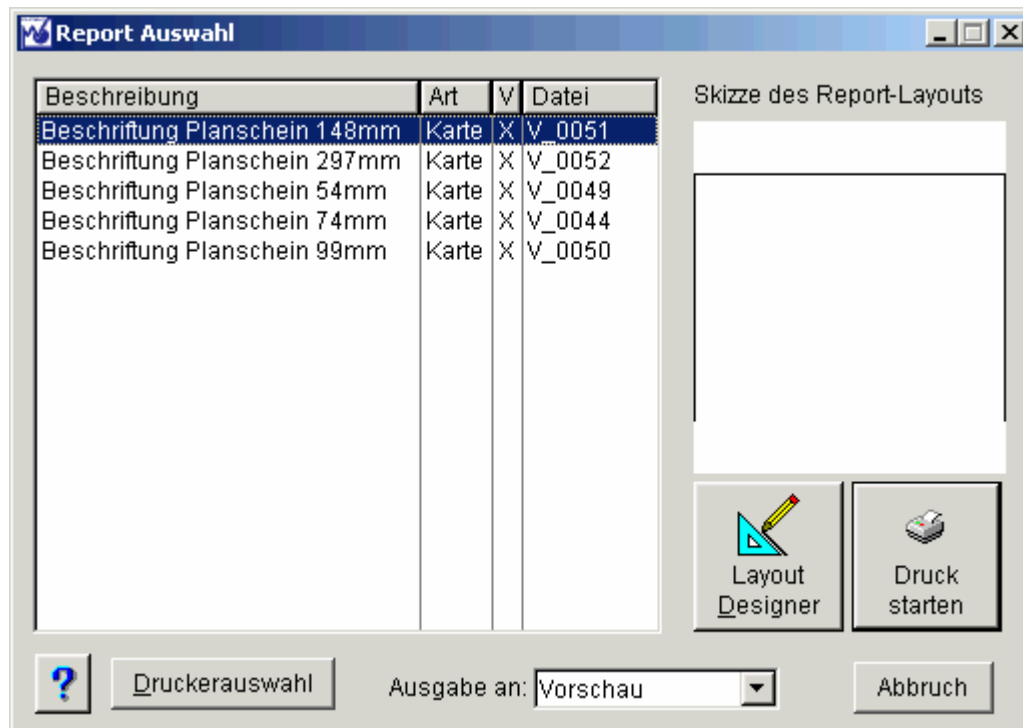 Report Auswahl
Beschreibung Art V Datei
Beschriftung Planschein 148mm Karte X V_0051
Beschriftung Planschein 297mm Karte X V_0052
Beschriftung Planschein 54mm Karte X V_0049
Beschriftung Planschein 74mm Karte X V_0044
Beschriftung Planschein 99mm Karte X V_0050
Skizze des Report-Layouts
Layout
Designer
Druck
starten
?
Druckerauswahl
Ausgabe an: Vorschau
Abbruch